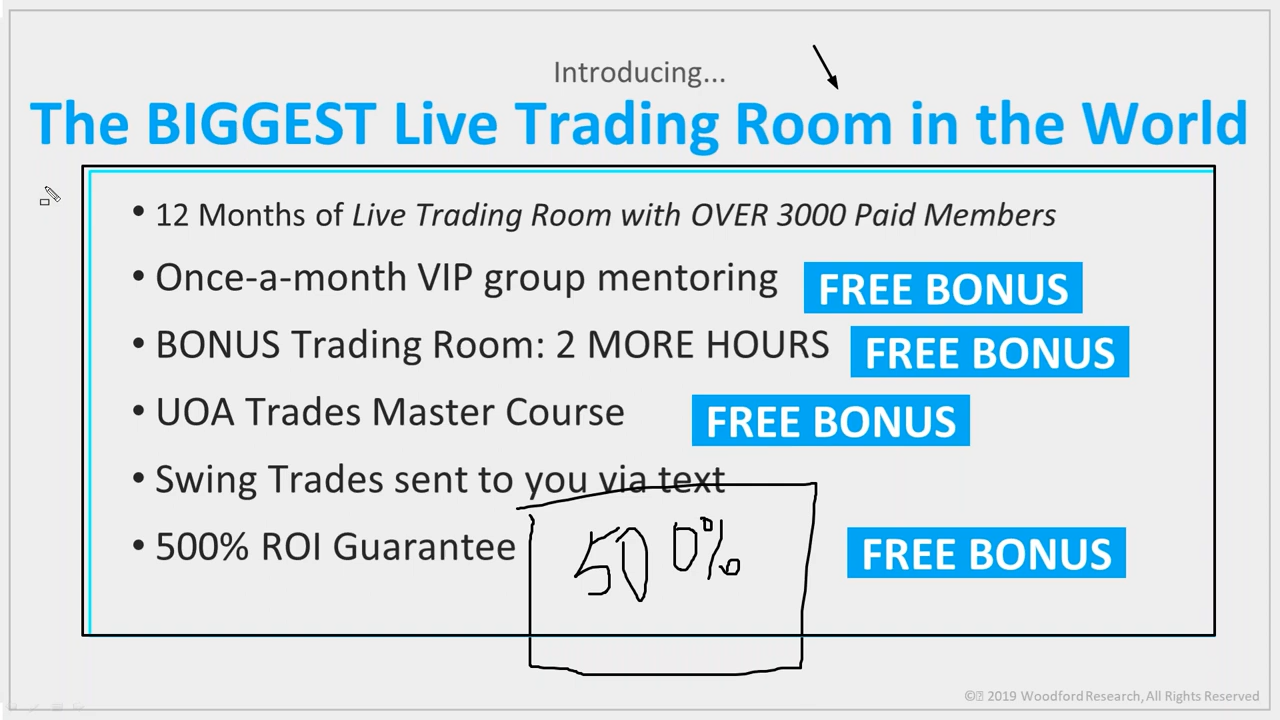 Introducing...
The BIGGEST Live Trading Room in the World
• 12 Months of Live Trading Room with OVER 3000 Paid Members
• Once-a-month VIP group mentoring FREE BONUS
• BONUS Trading Room: 2 MORE HOURS FREE BONUS
• UOA Trades Master Course FREE BONUS
• Swing Trades sent to you via text
• 500% ROI Guarantee 500% FREE BONUS
© 2019 Woodford Research, All Rights Reserved